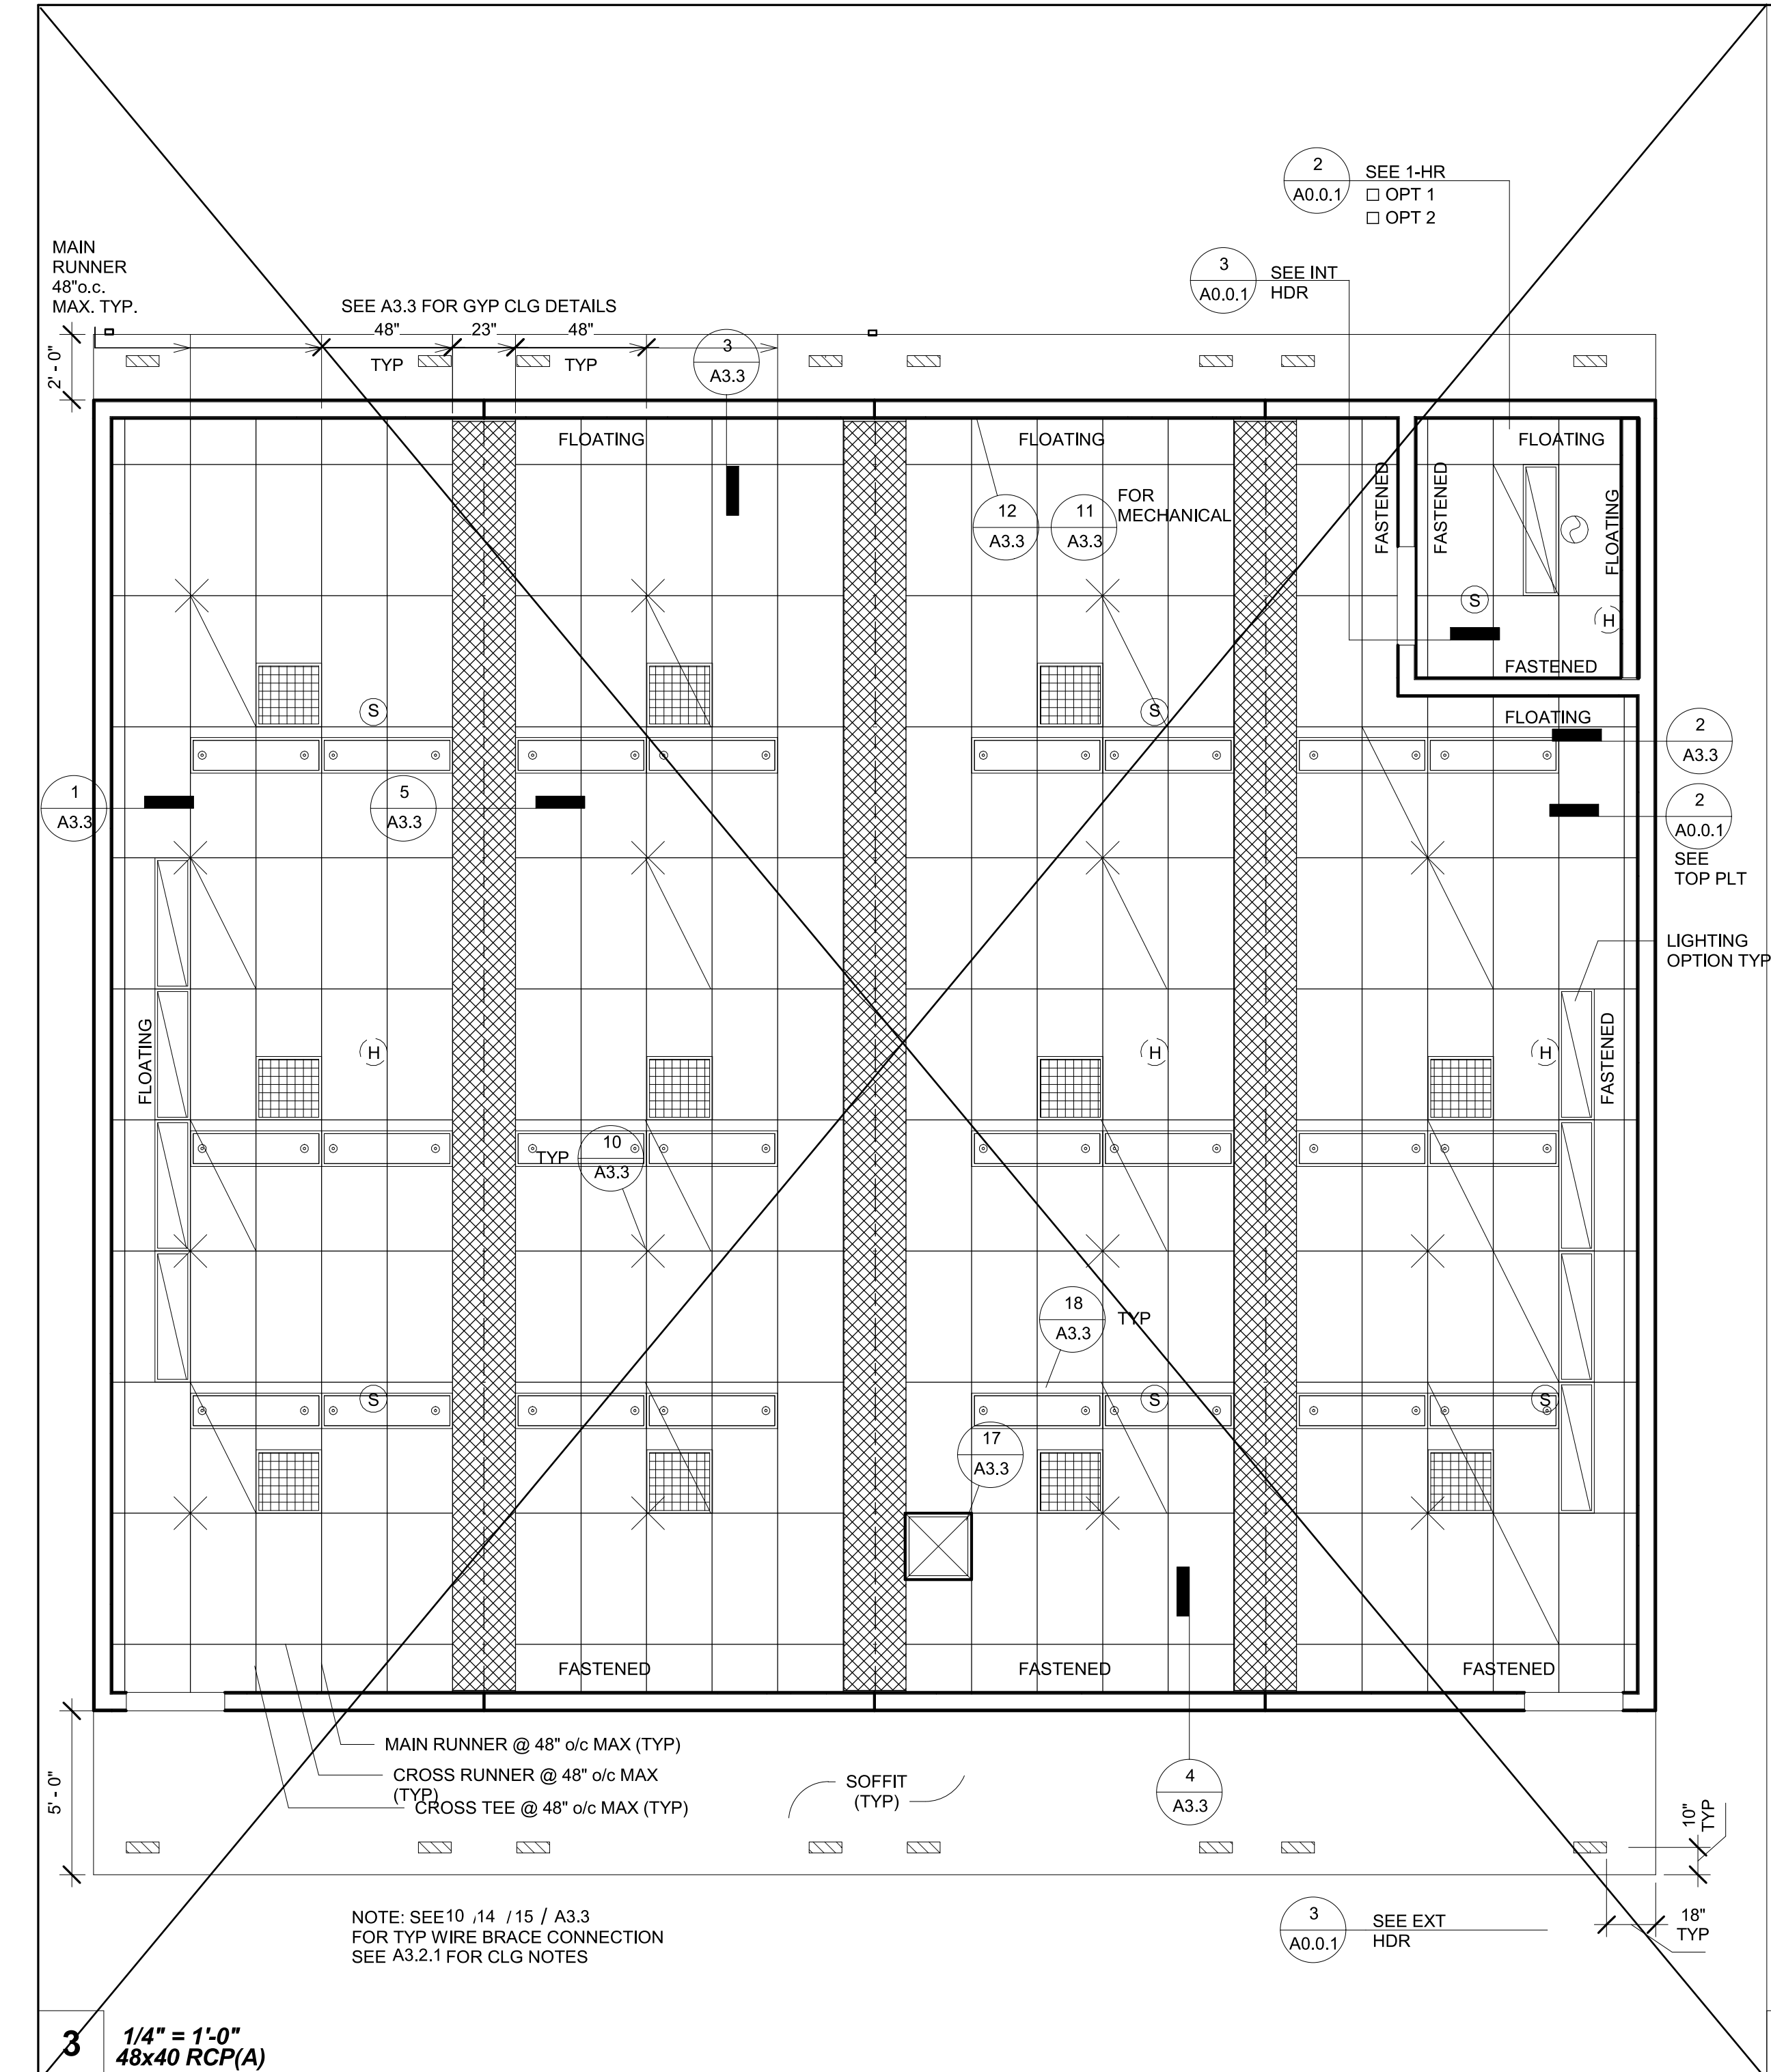 2
A0.0.1
SEE 1-HR
□ OPT 1
□ OPT 2
3
A0.0.1
SEE INT
HDR
MAIN
RUNNER
48"o.c.
MAX. TYP.
SEE A3.3 FOR GYP CLG DETAILS
48" 23" 48"
TYP TYP
2' - 0"
3
A3.3
FLOATING
FLOATING
FLOATING
12
A3.3
11
A3.3
FOR
MECHANICAL
FASTENED
FASTENED
FLOATING
S
H
FASTENED
FLOATING
S
S
2
A3.3
1
A3.3
5
A3.3
2
A0.0.1
SEE
TOP PLT
LIGHTING
OPTION TYP
FLOATING
H
H
H
FASTENED
TYP
10
A3.3
18
A3.3
TYP
S
S
S
17
A3.3
FASTENED
FASTENED
FASTENED
MAIN RUNNER @ 48" o/c MAX (TYP)
CROSS RUNNER @ 48" o/c MAX
(TYP)
CROSS TEE @ 48" o/c MAX (TYP)
5' - 0"
SOFFIT
(TYP)
4
A3.3
10"
TYP
NOTE: SEE 10 / 14 / 15 / A3.3
FOR TYP WIRE BRACE CONNECTION
SEE A3.2.1 FOR CLG NOTES
3
A0.0.1
SEE EXT
HDR
18"
TYP
3
1/4" = 1'-0"
48x40 RCP(A)